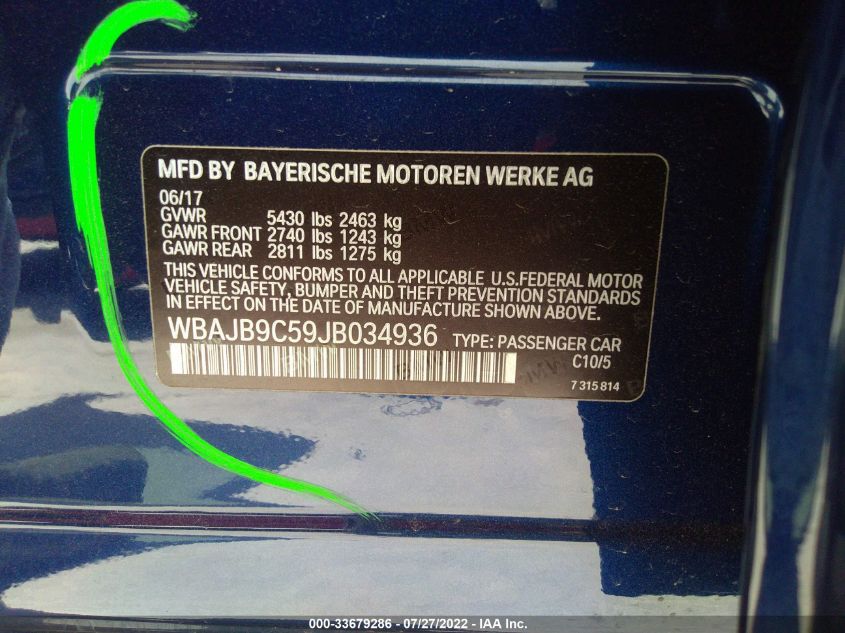 MFD BY BAYERISCHE MOTOREN WERKE AG
06/17
GVWR 5430 lbs 2463 kg
GAWR FRONT 2740 lbs 1243 kg
GAWR REAR 2811 lbs 1275 kg
THIS VEHICLE CONFORMS TO ALL APPLICABLE U.S.FEDERAL MOTOR
VEHICLE SAFETY, BUMPER AND THEFT PREVENTION STANDARDS
IN EFFECT ON THE DATE OF MANUFACTURE SHOWN ABOVE.
WBAJB9C59JB034936 TYPE: PASSENGER CAR
C10/5
7 315 814
000-33679286 - 07/27/2022 - IAA Inc.